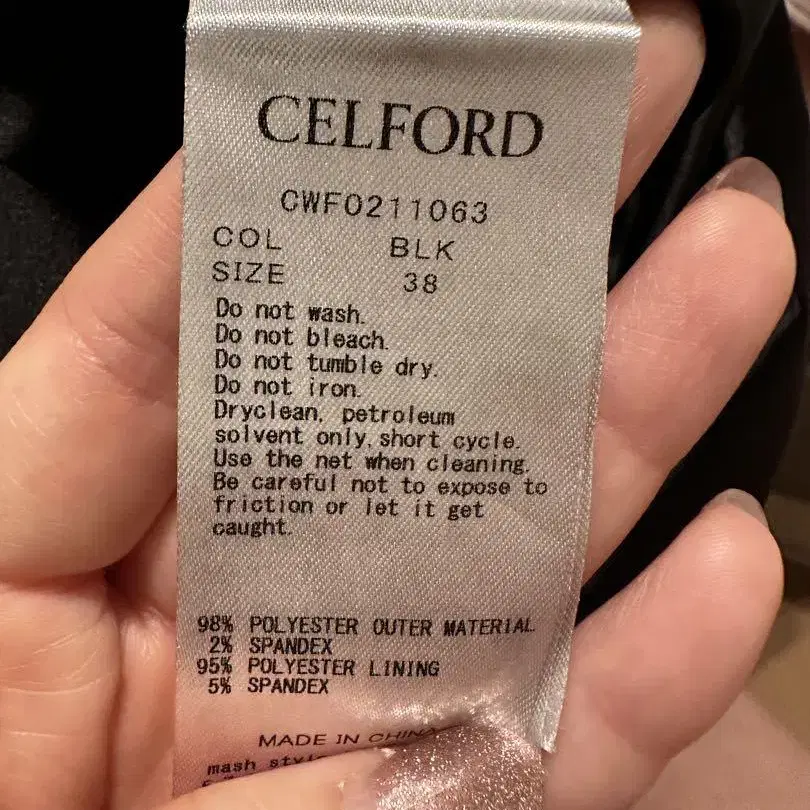 CELFORD
CWFO211063
COL BLK
SIZE 38
Do not wash.
Do not bleach.
Do not tumble dry.
Do not iron.
Dryclean, petroleum
solvent only,short cycle.
Use the net when cleaning.
Be careful not to expose to
friction or let it get
caught.
98% POLYESTER OUTER MATERIAL
2% SPANDEX
95% POLYESTER LINING
5% SPANDEX
MADE IN CHINA
mash